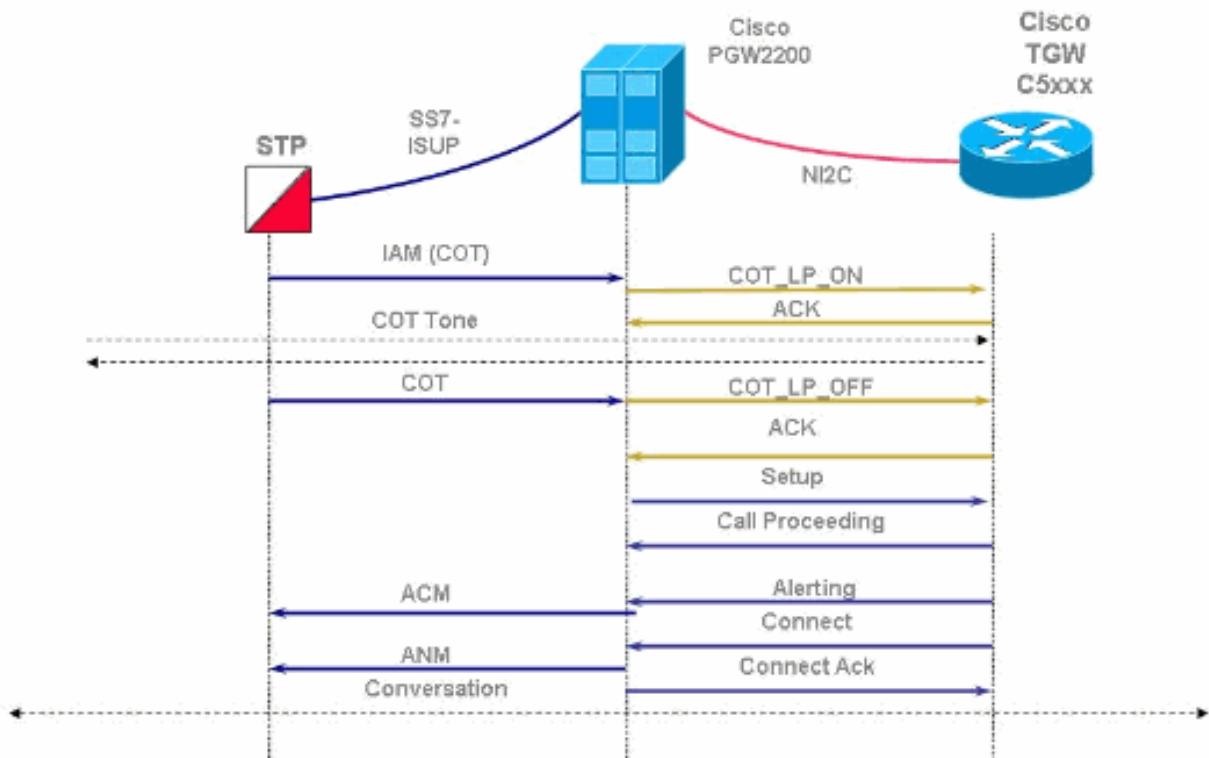 Cisco
PGW2200
Cisco
TGW
C5xxx
SS7-
ISUP
STP
NI2C
IAM (COT)
COT_LP_ON
ACK
COT Tone
COT
COT_LP_OFF
ACK
Setup
Call Proceeding
Alerting
ACM
Connect
ANM
Connect Ack
Conversation